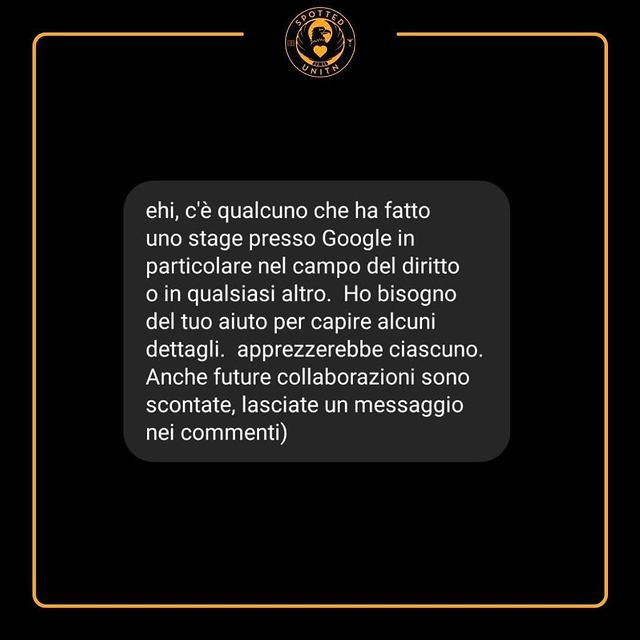 SPOTTED
UNITN
ehi, c'è qualcuno che ha fatto
uno stage presso Google in
particolare nel campo del diritto
o in qualsiasi altro.  Ho bisogno
del tuo aiuto per capire alcuni
dettagli.  apprezzerebbe ciascuno.
Anche future collaborazioni sono
scontate, lasciate un messaggio
nei commenti)